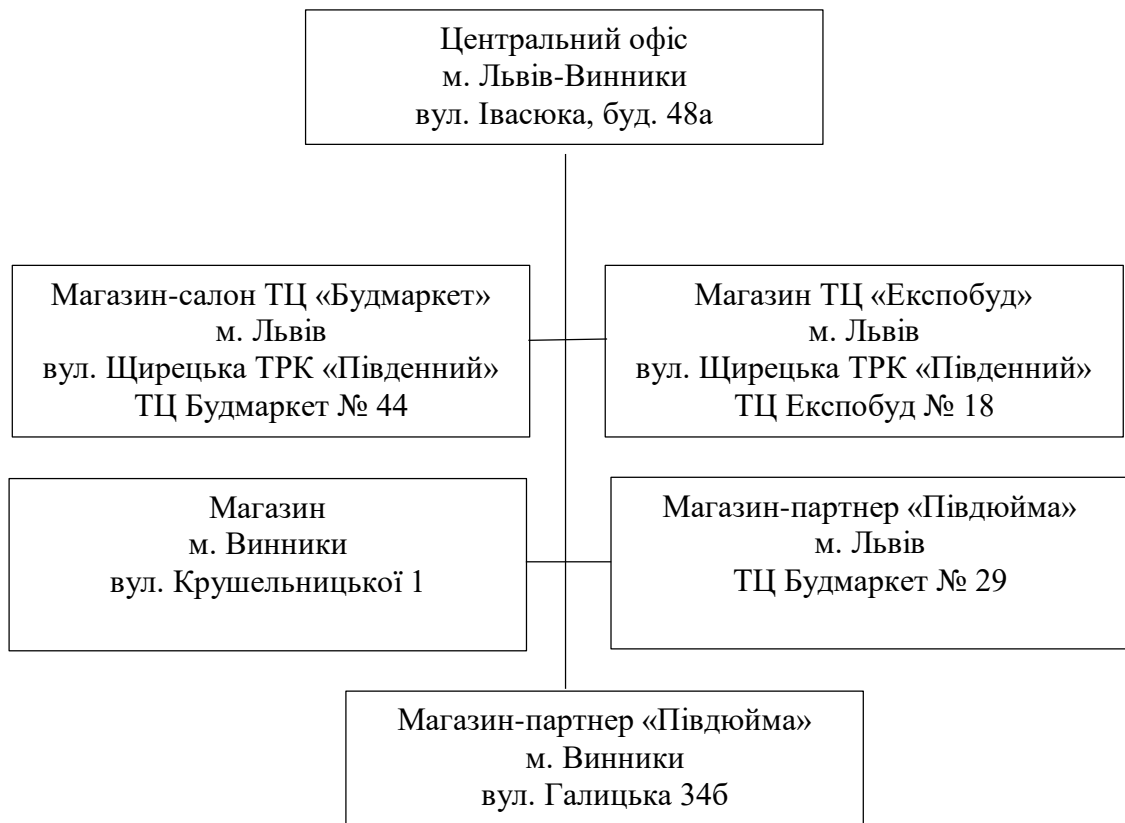 Центральний офіс
м. Львів-Винники
вул. Івасюка, буд. 48а
Магазин-салон ТЦ «Будмаркет»
м. Львів
вул. Щирецька ТРК «Південний»
ТЦ Будмаркет № 44
Магазин ТЦ «Експобуд»
м. Львів
вул. Щирецька ТРК «Південний»
ТЦ Експобуд № 18
Магазин
м. Винники
вул. Крушельницької 1
Магазин-партнер «Півдюйма»
м. Львів
ТЦ Будмаркет № 29
Магазин-партнер «Півдюйма»
м. Винники
вул. Галицька 34б